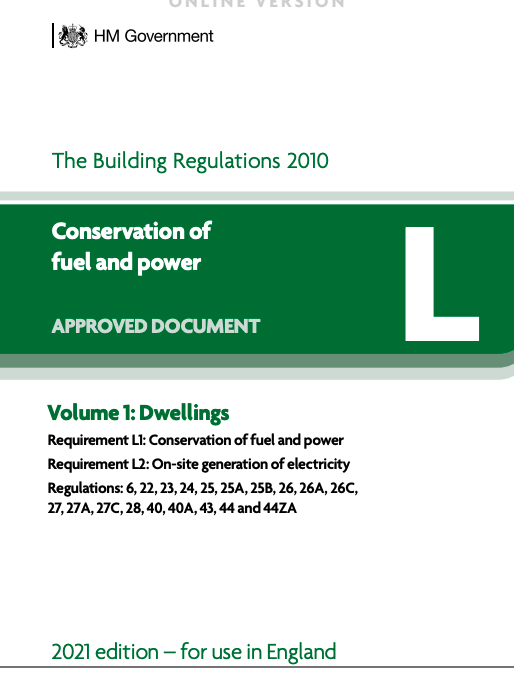 ONLINE VERSION
HM Government
The Building Regulations 2010
Conservation of
fuel and power
L
APPROVED DOCUMENT
Volume 1: Dwellings
Requirement L1: Conservation of fuel and power
Requirement L2: On-site generation of electricity
Regulations: 6, 22, 23, 24, 25, 25A, 25B, 26, 26A, 26C,
27, 27A, 27C, 28, 40, 40A, 43, 44 and 44ZA
2021 edition – for use in England